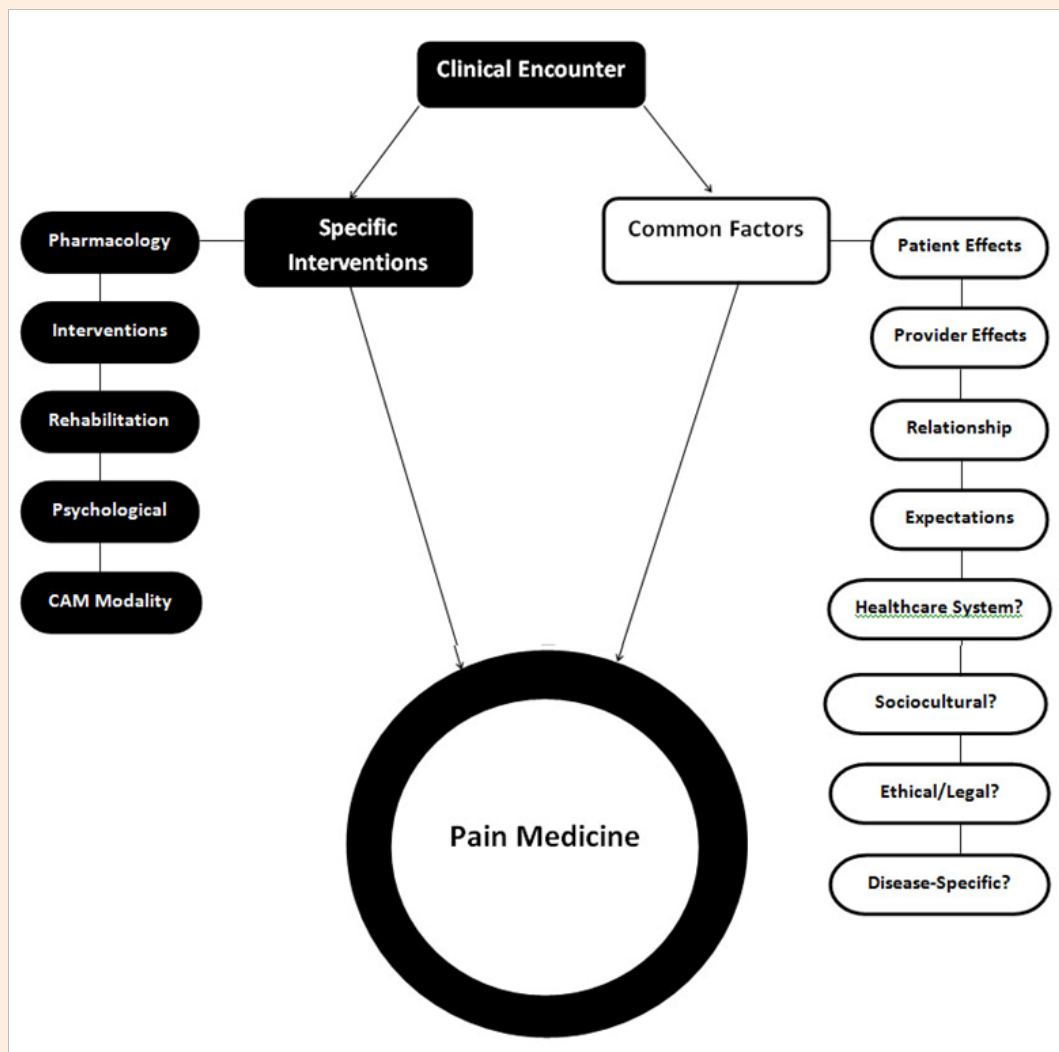 Clinical Encounter
Specific
Interventions
Common Factors
Pharmacology
Interventions
Rehabilitation
Psychological
CAM Modality
Patient Effects
Provider Effects
Relationship
Expectations
Healthcare System?
Sociocultural?
Ethical/Legal?
Disease-Specific?
Pain Medicine